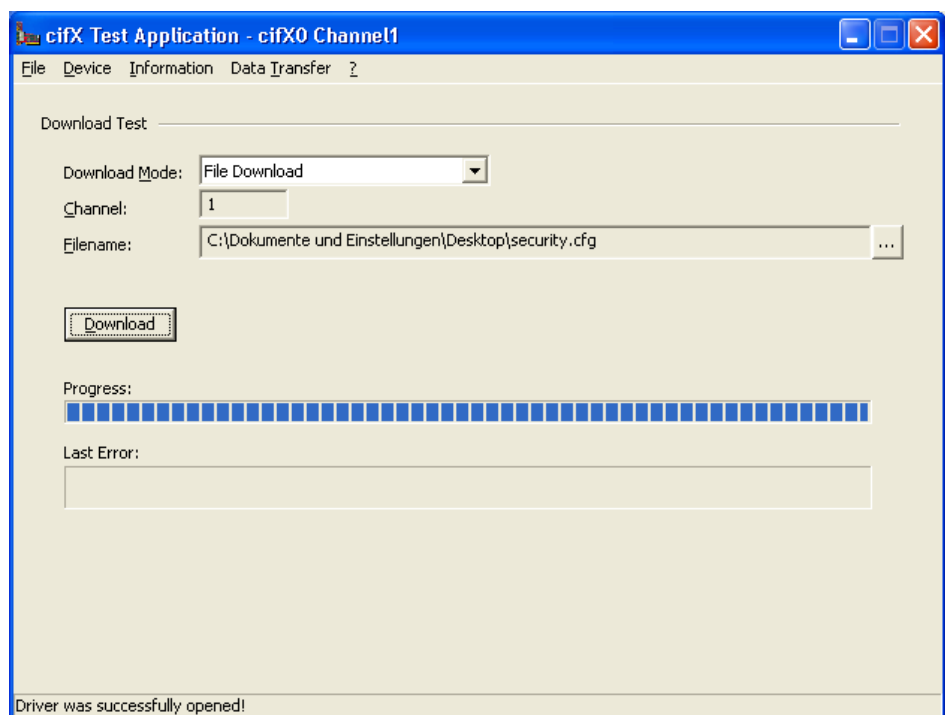 cifX Test Application - cifX0 Channel1
File Device Information Data Transfer ?
Download Test
Download Mode: File Download
Channel: 1
Filename: C:\Dokumente und Einstellungen\Desktop\security.cfg ...
Download
Progress:
Last Error:
Driver was successfully opened!